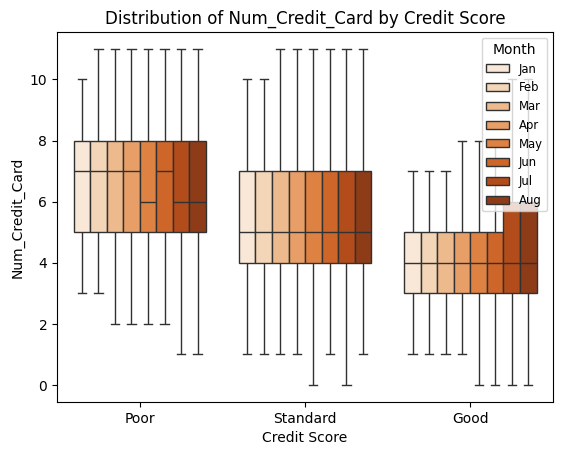 Distribution of Num_Credit_Card by Credit Score
Month
Jan
Feb
Mar
Apr
May
Jun
Jul
Aug
Num_Credit_Card
10
8
6
4
2
0
Poor Standard Good
Credit Score